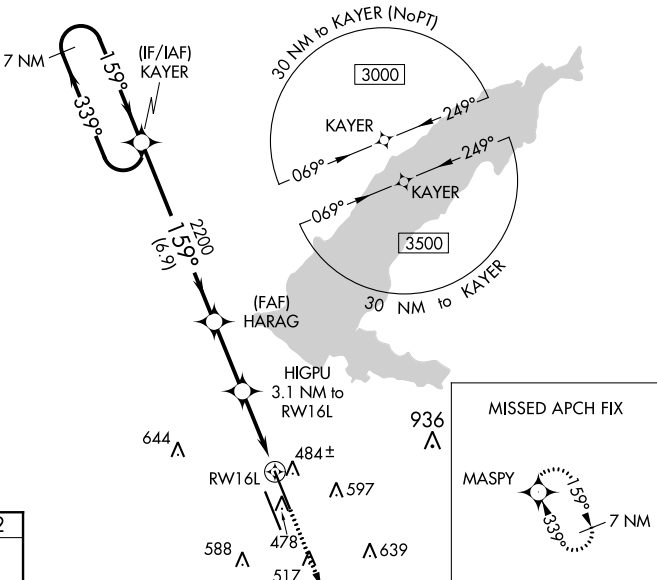 30 NM to KAYER (NoPT)
7 NM
159°
339°
(IF/IAF)
KAYER
3000
KAYER
249°
069°
249°
069°
KAYER
3500
30 NM to KAYER
2200
159°
(6.9)
(FAF)
HARAG
HIGPU
3.1 NM to
RW16L
644
936
484±
RW16L
597
478
588
639
517
2
MISSED APCH FIX
MASPY
159°
339°
7 NM